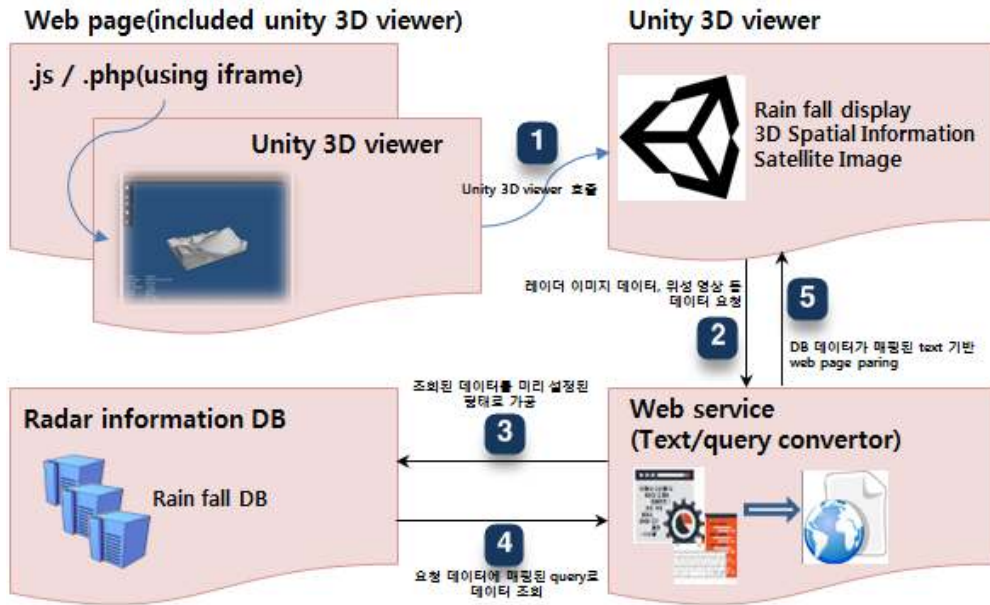 Web page(included unity 3D viewer)
Unity 3D viewer
.js / .php(using iframe)
Unity 3D viewer
1
Unity 3D viewer 호출
Rain fall display
3D Spatial Information
Satellite Image
레이더 이미지 데이터, 위성 영상 등
데이터 요청
2
5
DB 데이터가 매핑된 text 기반
web page paring
조회된 데이터를 미리 설정된
형태로 가공
3
Radar information DB
Rain fall DB
Web service
(Text/query convertor)
4
요청 데이터에 매핑된 query로
데이터 조회